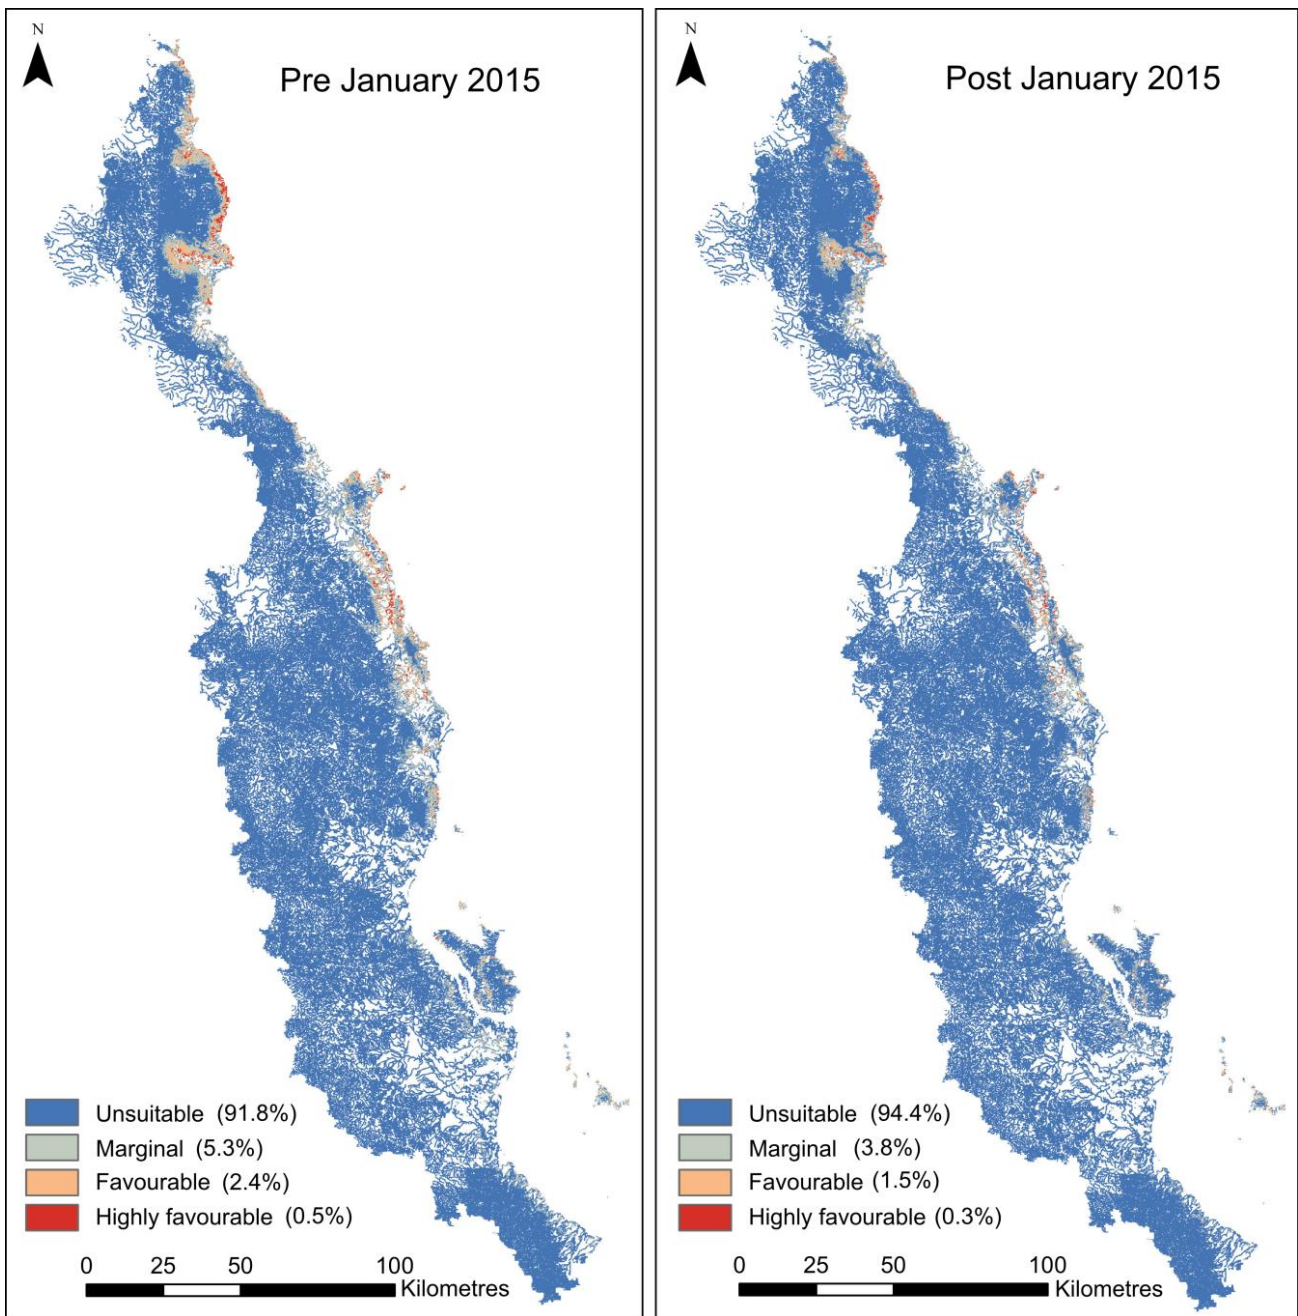 N
Pre January 2015
Unsuitable (91.8%)
Marginal (5.3%)
Favourable (2.4%)
Highly favourable (0.5%)
0 25 50 100
Kilometres
N
Post January 2015
Unsuitable (94.4%)
Marginal (3.8%)
Favourable (1.5%)
Highly favourable (0.3%)
0 25 50 100
Kilometres